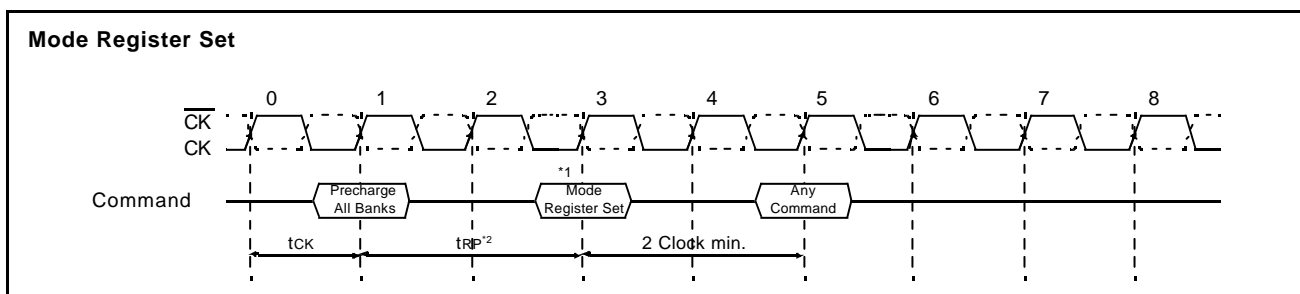 Mode Register Set
0 1 2 3 4 5 6 7 8
CK
CK
*1
Command
Precharge
All Banks
Mode
Register Set
Any
Command
tCK
tRP*2
2 Clock min.